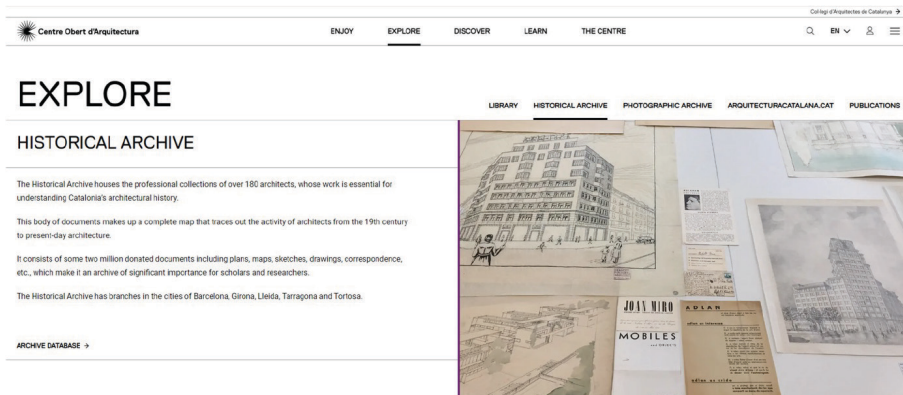 Col·legi d'Arquitectes de Catalunya →
Centre Obert d'Arquitectura
ENJOY EXPLORE DISCOVER LEARN THE CENTRE
EN
EXPLORE
LIBRARY HISTORICAL ARCHIVE PHOTOGRAPHIC ARCHIVE ARQUITECTURACATALANA.CAT PUBLICATIONS
HISTORICAL ARCHIVE
The Historical Archive houses the professional collections of over 180 architects, whose work is essential for
understanding Catalonia's architectural history.
This body of documents makes up a complete map that traces out the activity of architects from the 19th century
to present-day architecture.
It consists of some two million donated documents including plans, maps, sketches, drawings, correspondence,
etc., which make it an archive of significant importance for scholars and researchers.
The Historical Archive has branches in the cities of Barcelona, Girona, Lleida, Tarragona and Tortosa.
ARCHIVE DATABASE →
JOAN MIRO
MOBILES
ADLAN